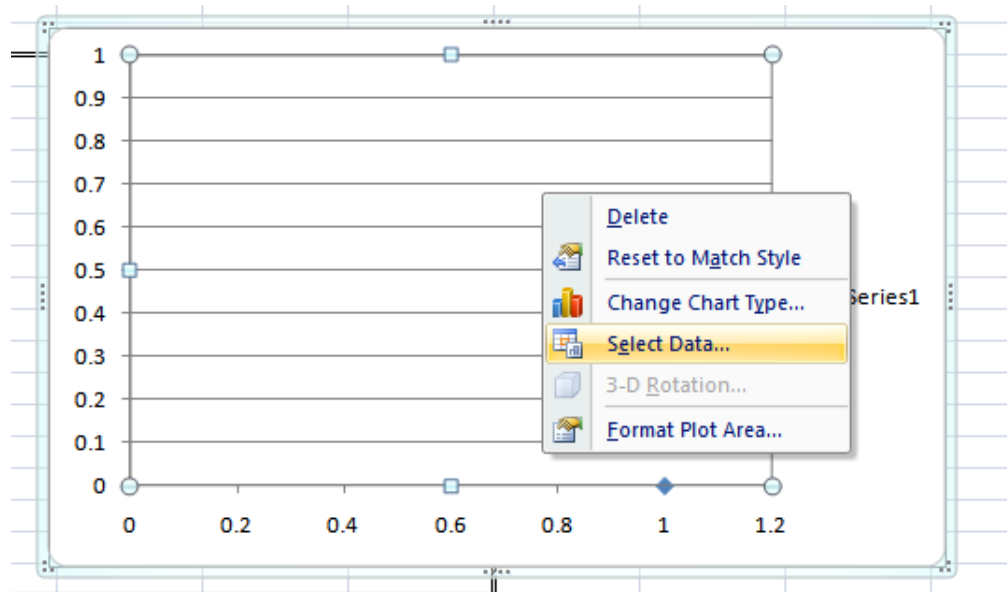 1
0.9
0.8
0.7
0.6
0.5
0.4
0.3
0.2
0.1
0
0 0.2 0.4 0.6 0.8 1 1.2
Delete
Reset to Match Style
Change Chart Type...
Select Data...
3-D Rotation...
Format Plot Area...
Series1